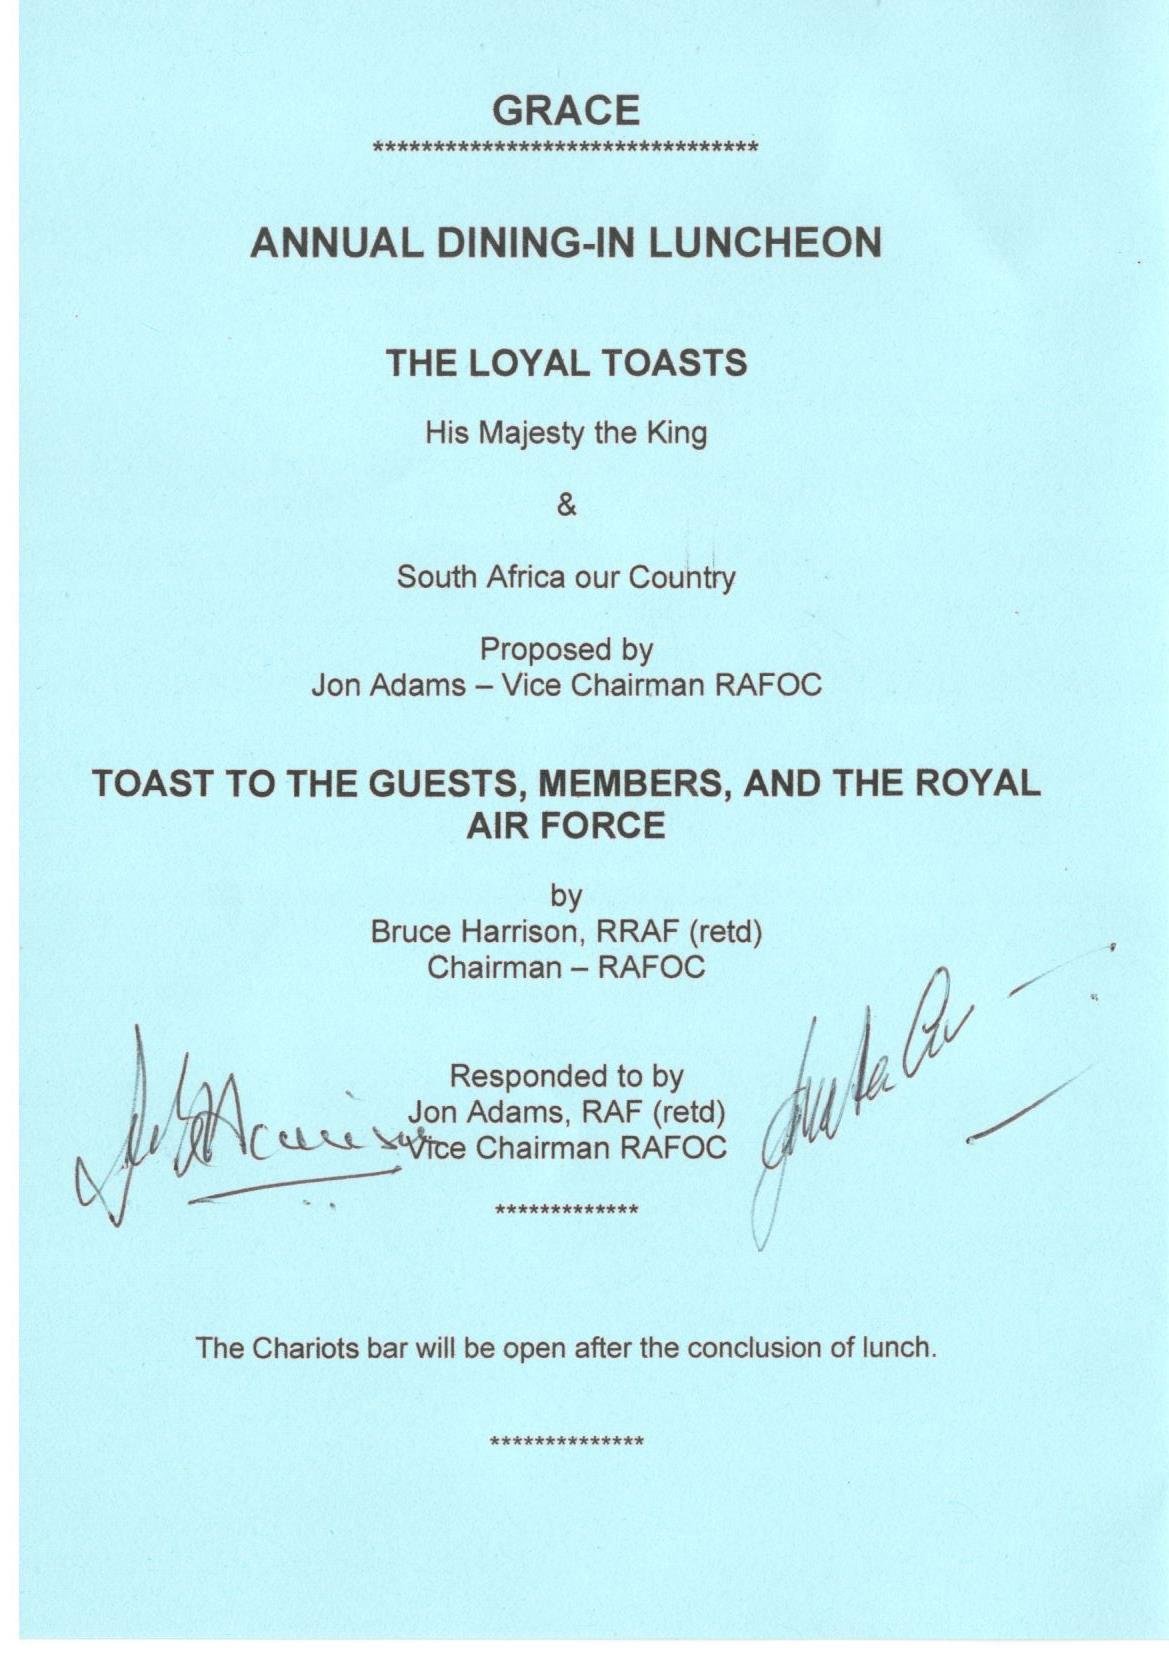 GRACE
********************************
ANNUAL DINING-IN LUNCHEON
THE LOYAL TOASTS
His Majesty the King
&
South Africa our Country
Proposed by
Jon Adams – Vice Chairman RAFOC
TOAST TO THE GUESTS, MEMBERS, AND THE ROYAL
AIR FORCE
by
Bruce Harrison, RRAF (retd)
Chairman – RAFOC
Responded to by
Jon Adams, RAF (retd)
Vice Chairman RAFOC
*************
The Chariots bar will be open after the conclusion of lunch.
**************